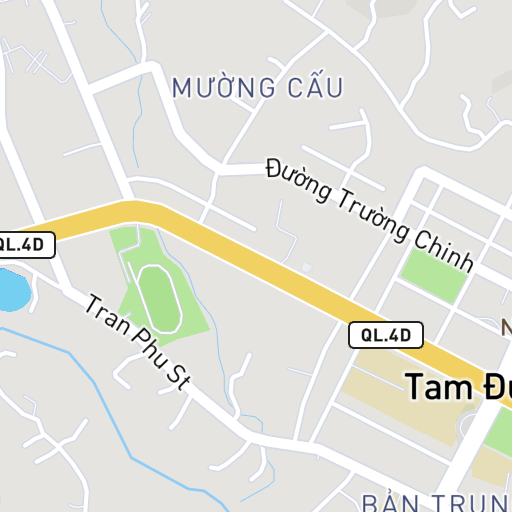 MƯỜNG CẤU
Đường Trường Chinh
QL.4D
Tran Phu St
QL.4D
Tam Đư
BẢN TRUN